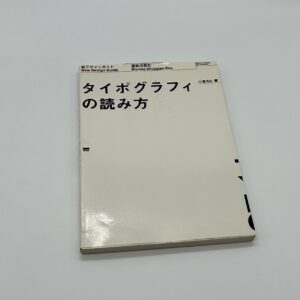 新デザインガイド
New Design Guide
美術出版社
Bijutsu Shuppan-Sha
タイポグラフィ
の読み方